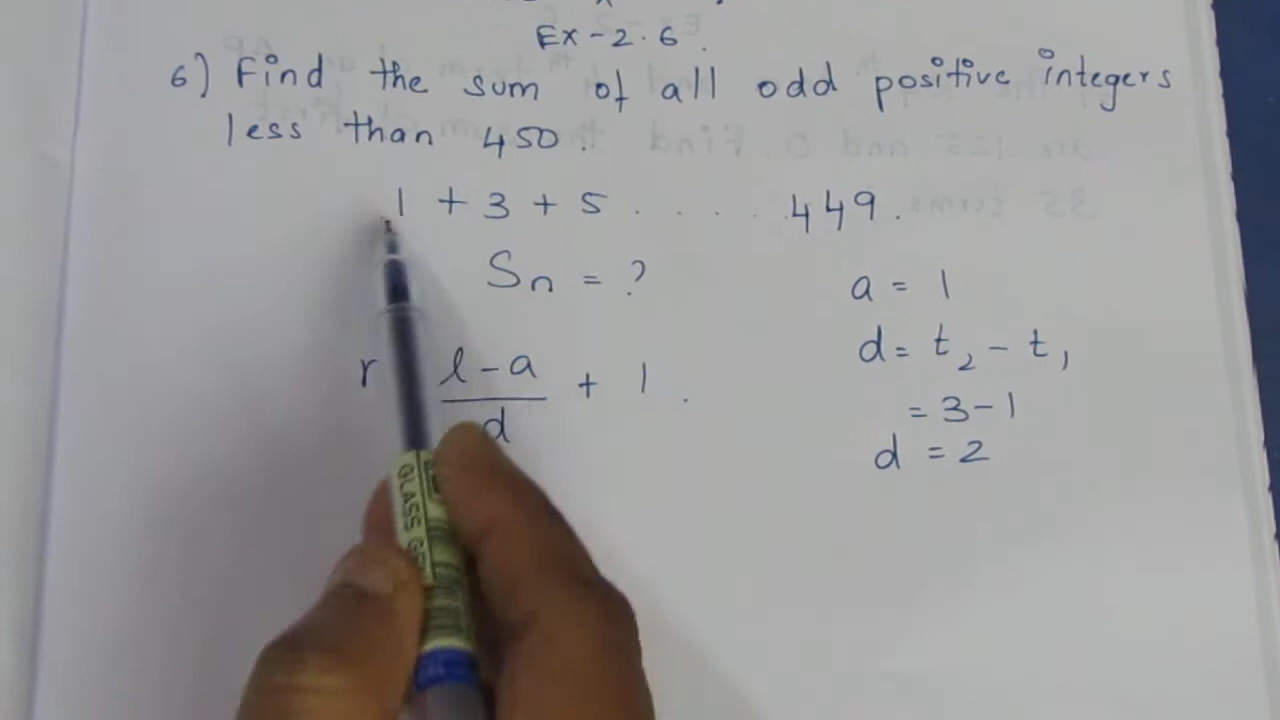 Ex - 2.6.
6) Find the sum of all odd positive integers
less than 450.
1 + 3 + 5 . . . . . 449.
Sn = ?
a = 1
d = t2 - t1
l - a / d + 1 .
= 3 - 1
d = 2
GLASS